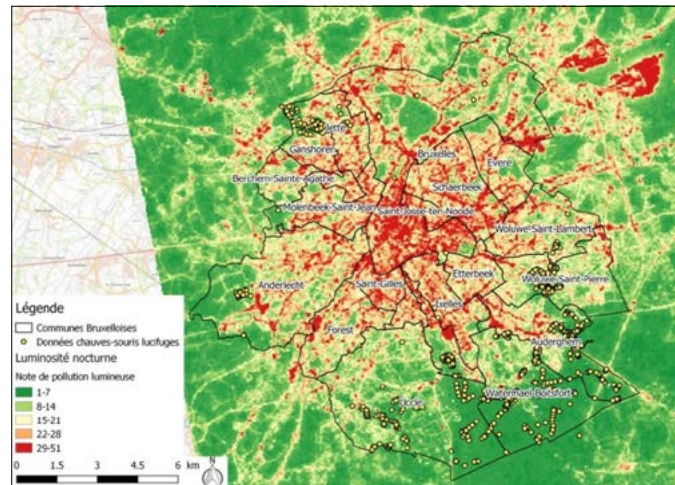 Jette
Ganshoren
Bruxelles
Evere
Berchem-Sainte-Agathe
Schaerbeek
Molenbeek-Saint-Jean
Saint-Josse-ten-Noode
Woluwe-Saint-Lambert
Etterbeek
Woluwe-Saint-Pierre
Anderlecht
Saint-Gilles
Ixelles
Forest
Auderghem
Uccle
Watermael-Boitsfort
Légende
Communes Bruxelloises
Données chauves-souris lucifuges
Luminosité nocturne
Note de pollution lumineuse
1-7
8-14
15-21
22-28
29-51
0 1.5 3 4.5 6 km
N